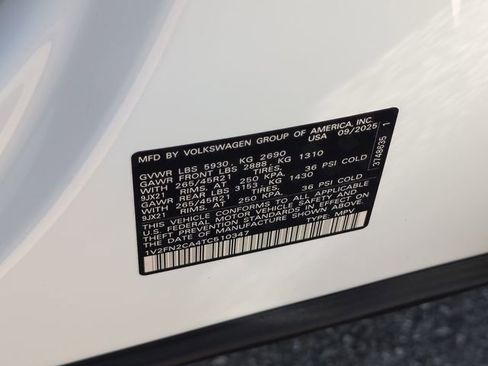 MFD BY VOLKSWAGEN GROUP OF AMERICA, INC.
USA 09/2025
GVWR LBS 5930, KG 2690
GAWR FRONT LBS 2888, KG 1310
WITH 265/45R21 TIRES,
9JX21 RIMS, AT 250 KPA, 36 PSI COLD
GAWR REAR LBS 3153, KG 1430
WITH 265/45R21 TIRES,
9JX21 RIMS, AT 250 KPA, 36 PSI COLD
THIS VEHICLE CONFORMS TO ALL APPLICABLE
U.S. FEDERAL MOTOR VEHICLE SAFETY AND
THEFT PREVENTION STANDARDS IN EFFECT ON
THE DATE OF MANUFACTURE SHOWN ABOVE.
1V2FN2CA4TC510347 TYPE: MPV
3748635 1